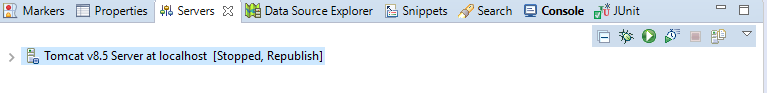 Markers Properties Servers Data Source Explorer Snippets Search Console JUnit
Tomcat v8.5 Server at localhost [Stopped, Republish]